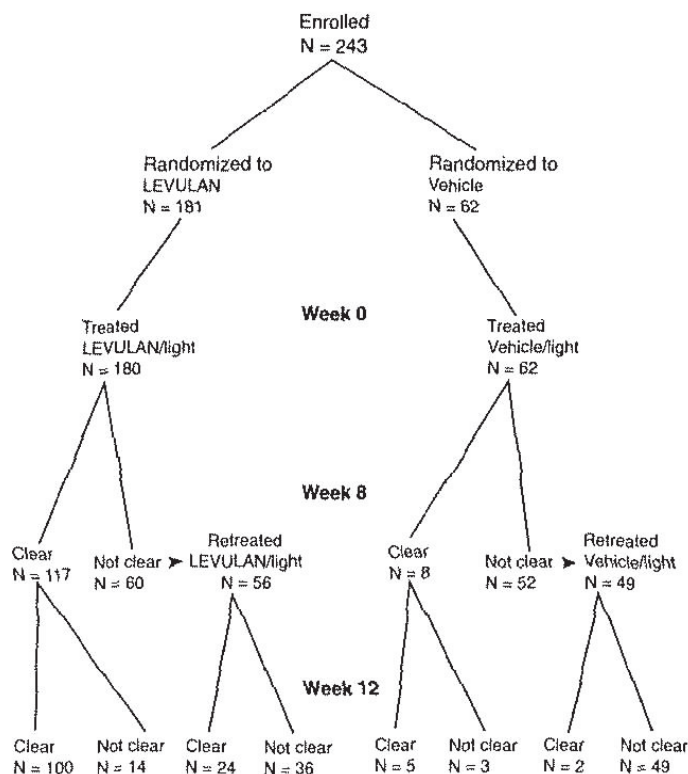 Enrolled
N = 243
Randomized to
LEVULAN
N = 181
Randomized to
Vehicle
N = 62
Week 0
Treated
LEVULAN/light
N = 180
Treated
Vehicle/light
N = 62
Week 8
Clear
N = 117
Not clear
N = 60
Retreated
LEVULAN/light
N = 56
Clear
N = 8
Not clear
N = 52
Retreated
Vehicle/light
N = 49
Week 12
Clear
N = 100
Not clear
N = 14
Clear
N = 24
Not clear
N = 36
Clear
N = 5
Not clear
N = 3
Clear
N = 2
Not clear
N = 49